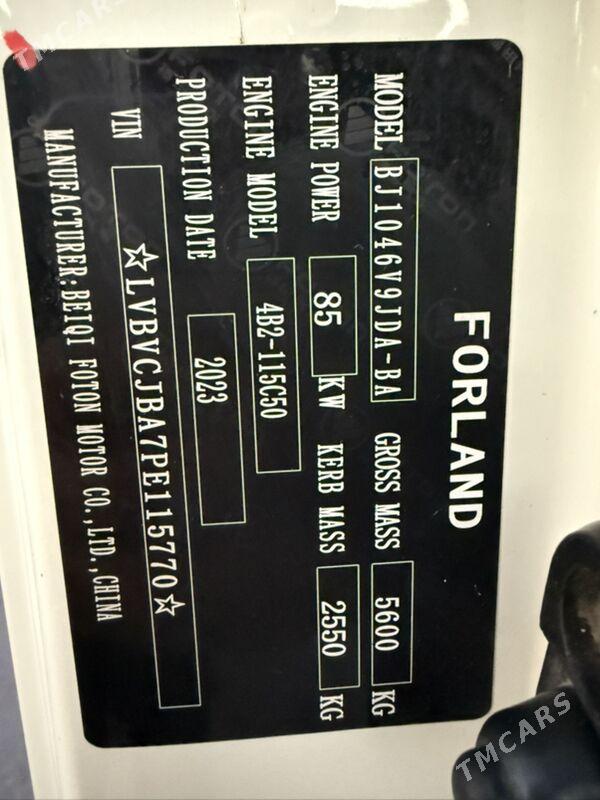 FORLAND
MODEL BJ1046V9JDA-BA GROSS MASS 5600 KG
ENGINE POWER 85 KW KERB MASS 2550 KG
ENGINE MODEL 4B2-115C50
PRODUCTION DATE 2023
VIN ☆LVBVCJBA7PE115770☆
MANUFACTURER:BEIQI FOTON MOTOR CO.,LTD.,CHINA
TMCARS
TMCARS